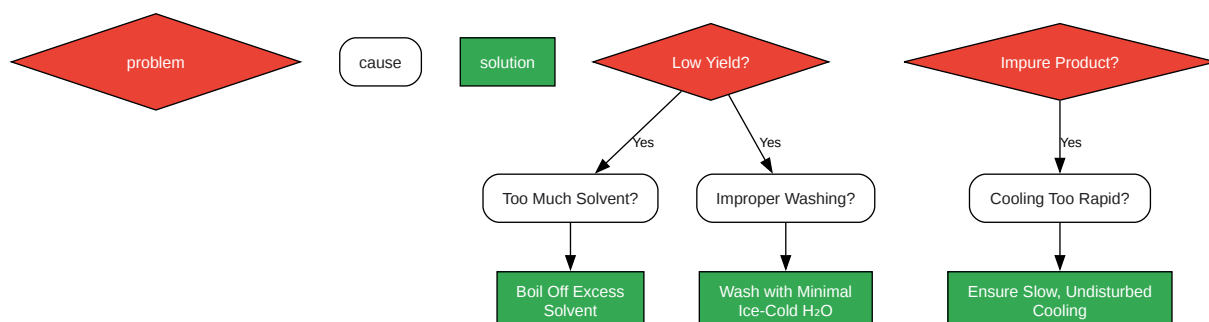 problem
cause
solution
Low Yield?
Impure Product?
Yes
Yes
Yes
Too Much Solvent?
Improper Washing?
Cooling Too Rapid?
Boil Off Excess
Solvent
Wash with Minimal
Ice-Cold H₂O
Ensure Slow, Undisturbed
Cooling